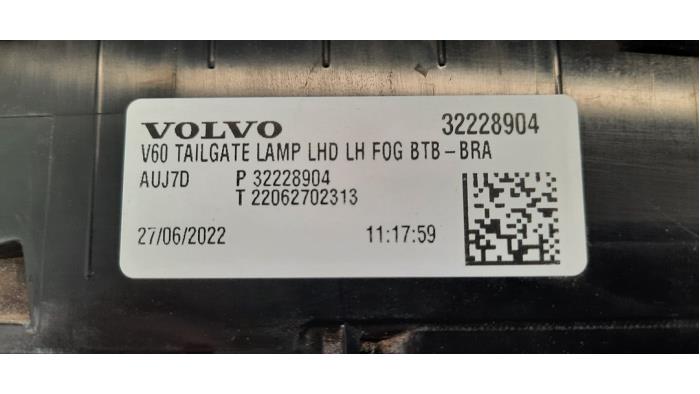 VOLVO 32228904
V60 TAILGATE LAMP LHD LH FOG BTB-BRA
AUJ7D P 32228904
T 22062702313
27/06/2022 11:17:59